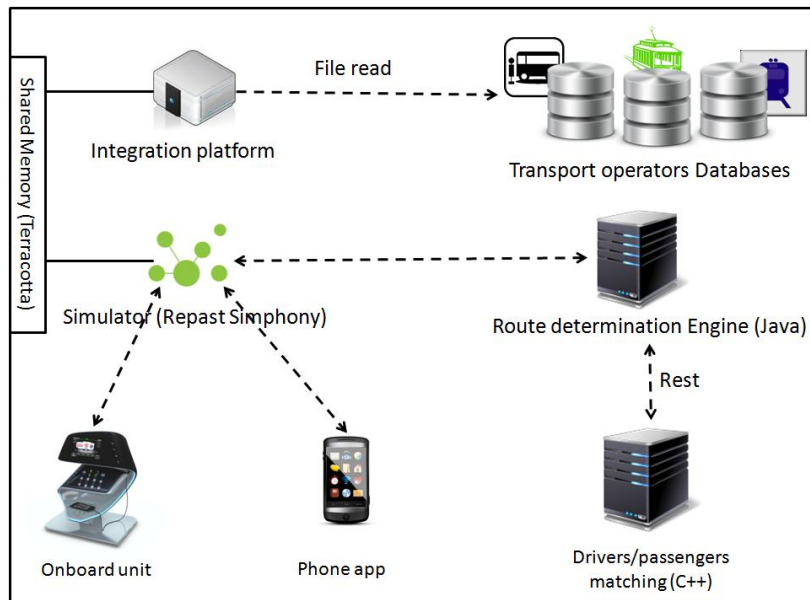 File read
Integration platform
Transport operators Databases
Shared Memory (Terracotta)
Simulator (Repast Simphony)
Route determination Engine (Java)
Rest
Onboard unit
Phone app
Drivers/passengers
matching (C++)